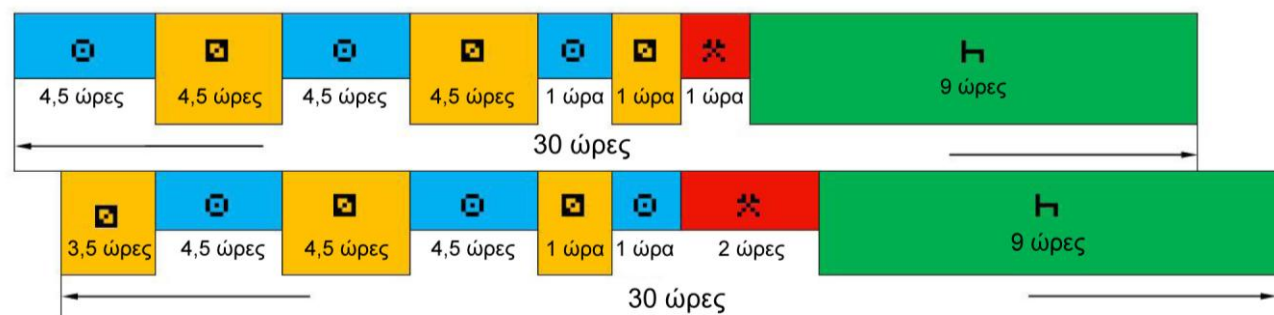 4,5 ώρες 4,5 ώρες 4,5 ώρες 4,5 ώρες 1 ώρα 1 ώρα 1 ώρα 9 ώρες
30 ώρες
3,5 ώρες 4,5 ώρες 4,5 ώρες 4,5 ώρες 1 ώρα 1 ώρα 2 ώρες 9 ώρες
30 ώρες